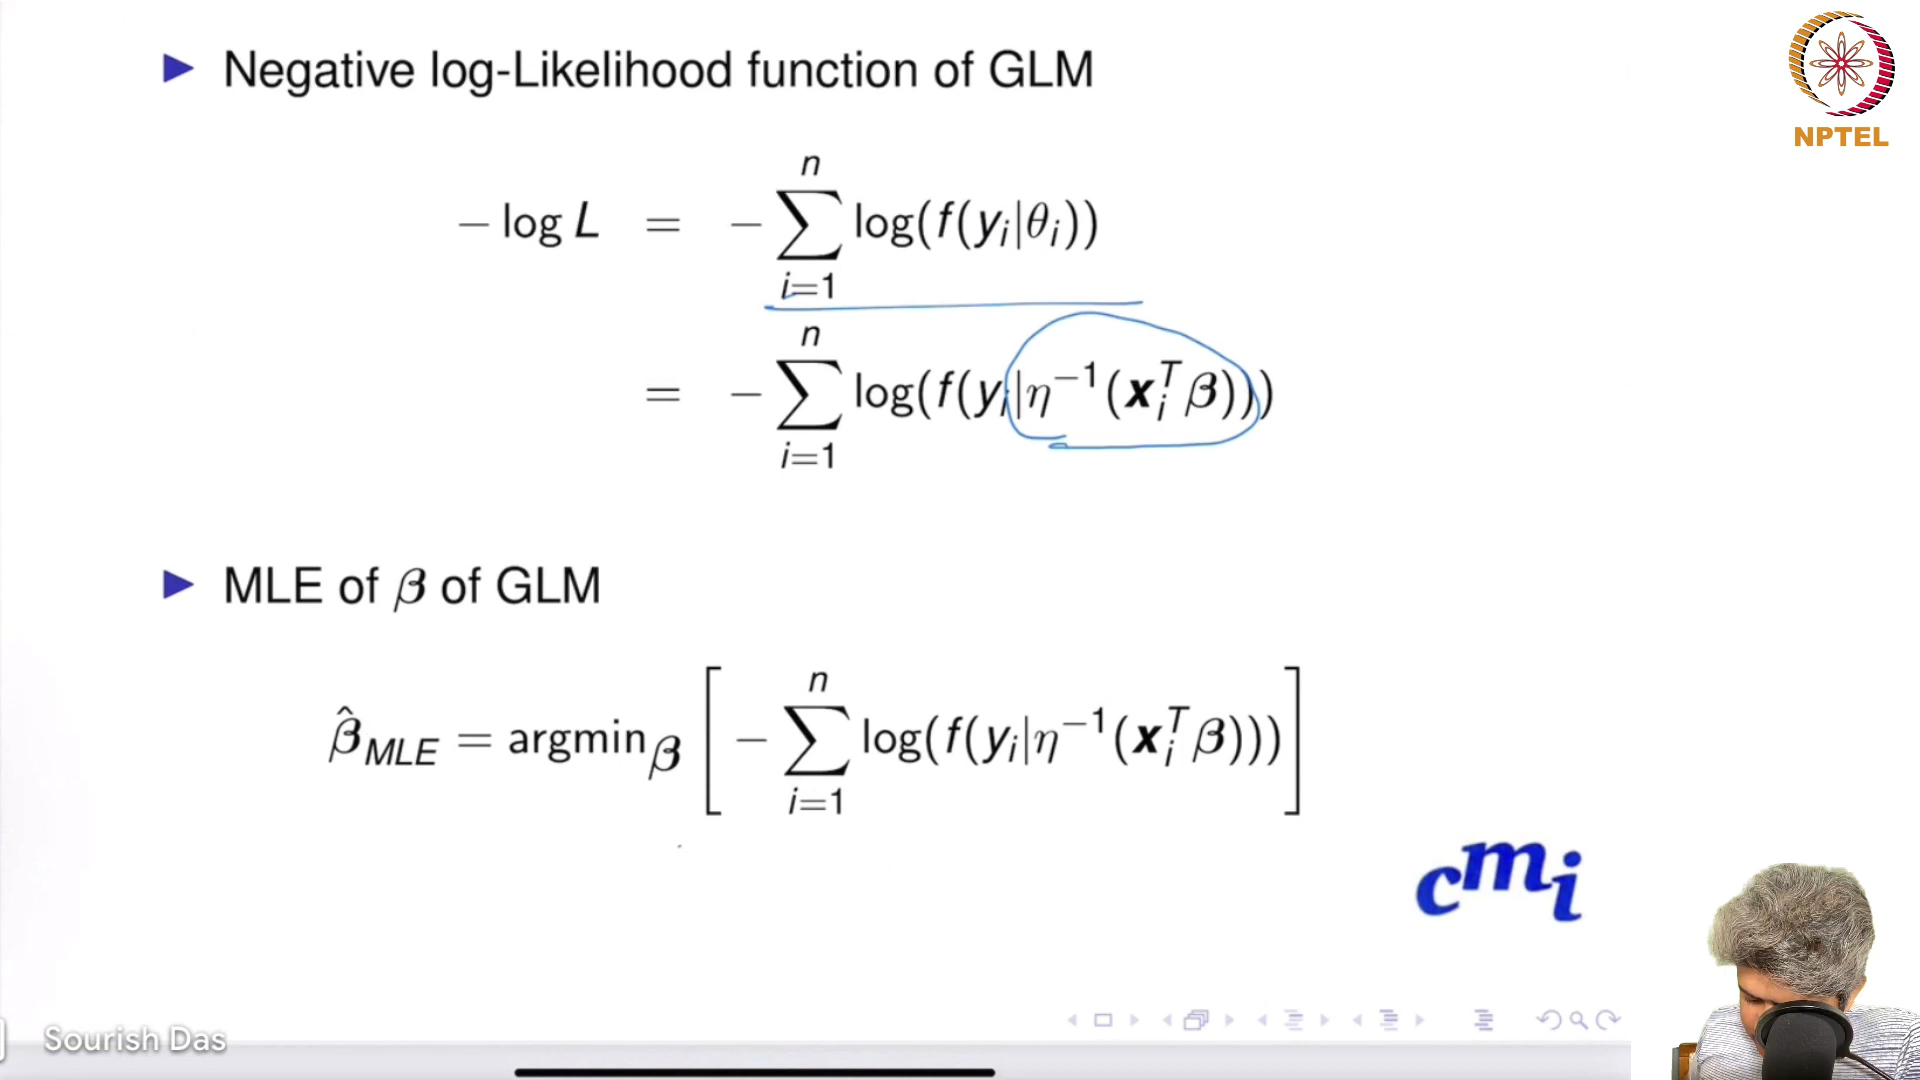 ▶ Negative log-Likelihood function of GLM
NPTEL
− log L = − ∑_{i=1}^{n} log(f(y_i|θ_i))
= − ∑_{i=1}^{n} log(f(y_i|η^{−1}(x_i^T β)))
▶ MLE of β of GLM
β̂_{MLE} = argmin_β [ − ∑_{i=1}^{n} log(f(y_i|η^{−1}(x_i^T β))) ]
cmi
Sourish Das